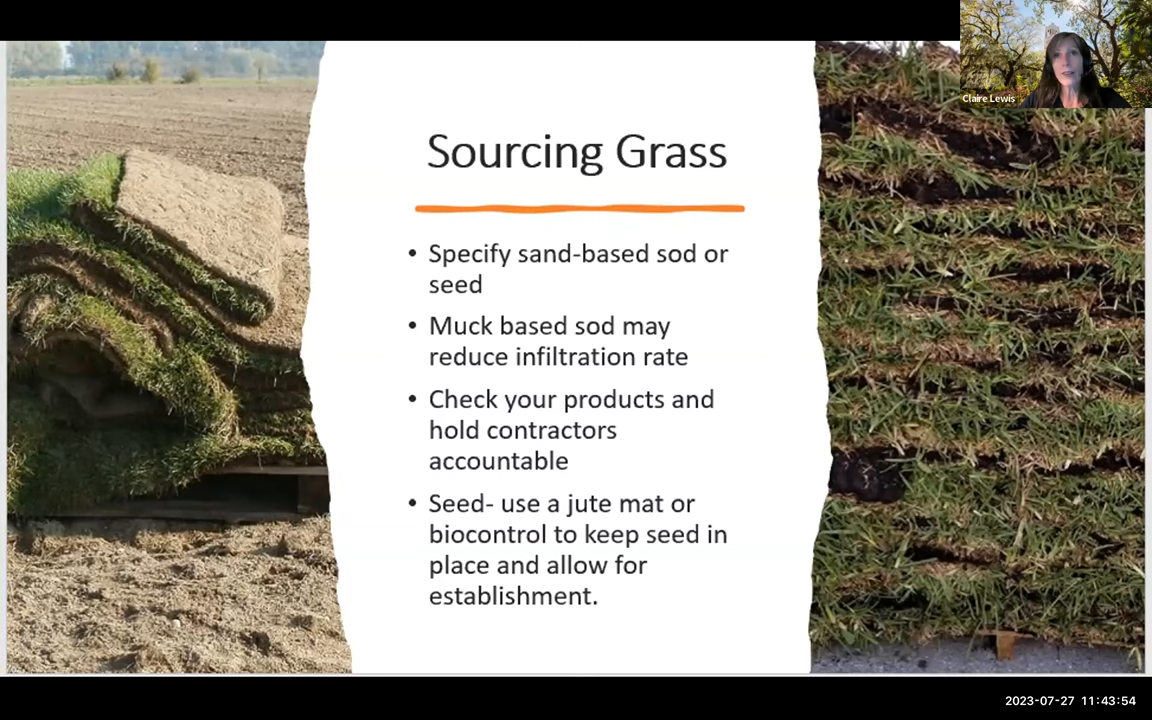 Claire Lewis
Sourcing Grass
• Specify sand-based sod or
seed
• Muck based sod may
reduce infiltration rate
• Check your products and
hold contractors
accountable
• Seed- use a jute mat or
biocontrol to keep seed in
place and allow for
establishment.
2023-07-27 11:43:54